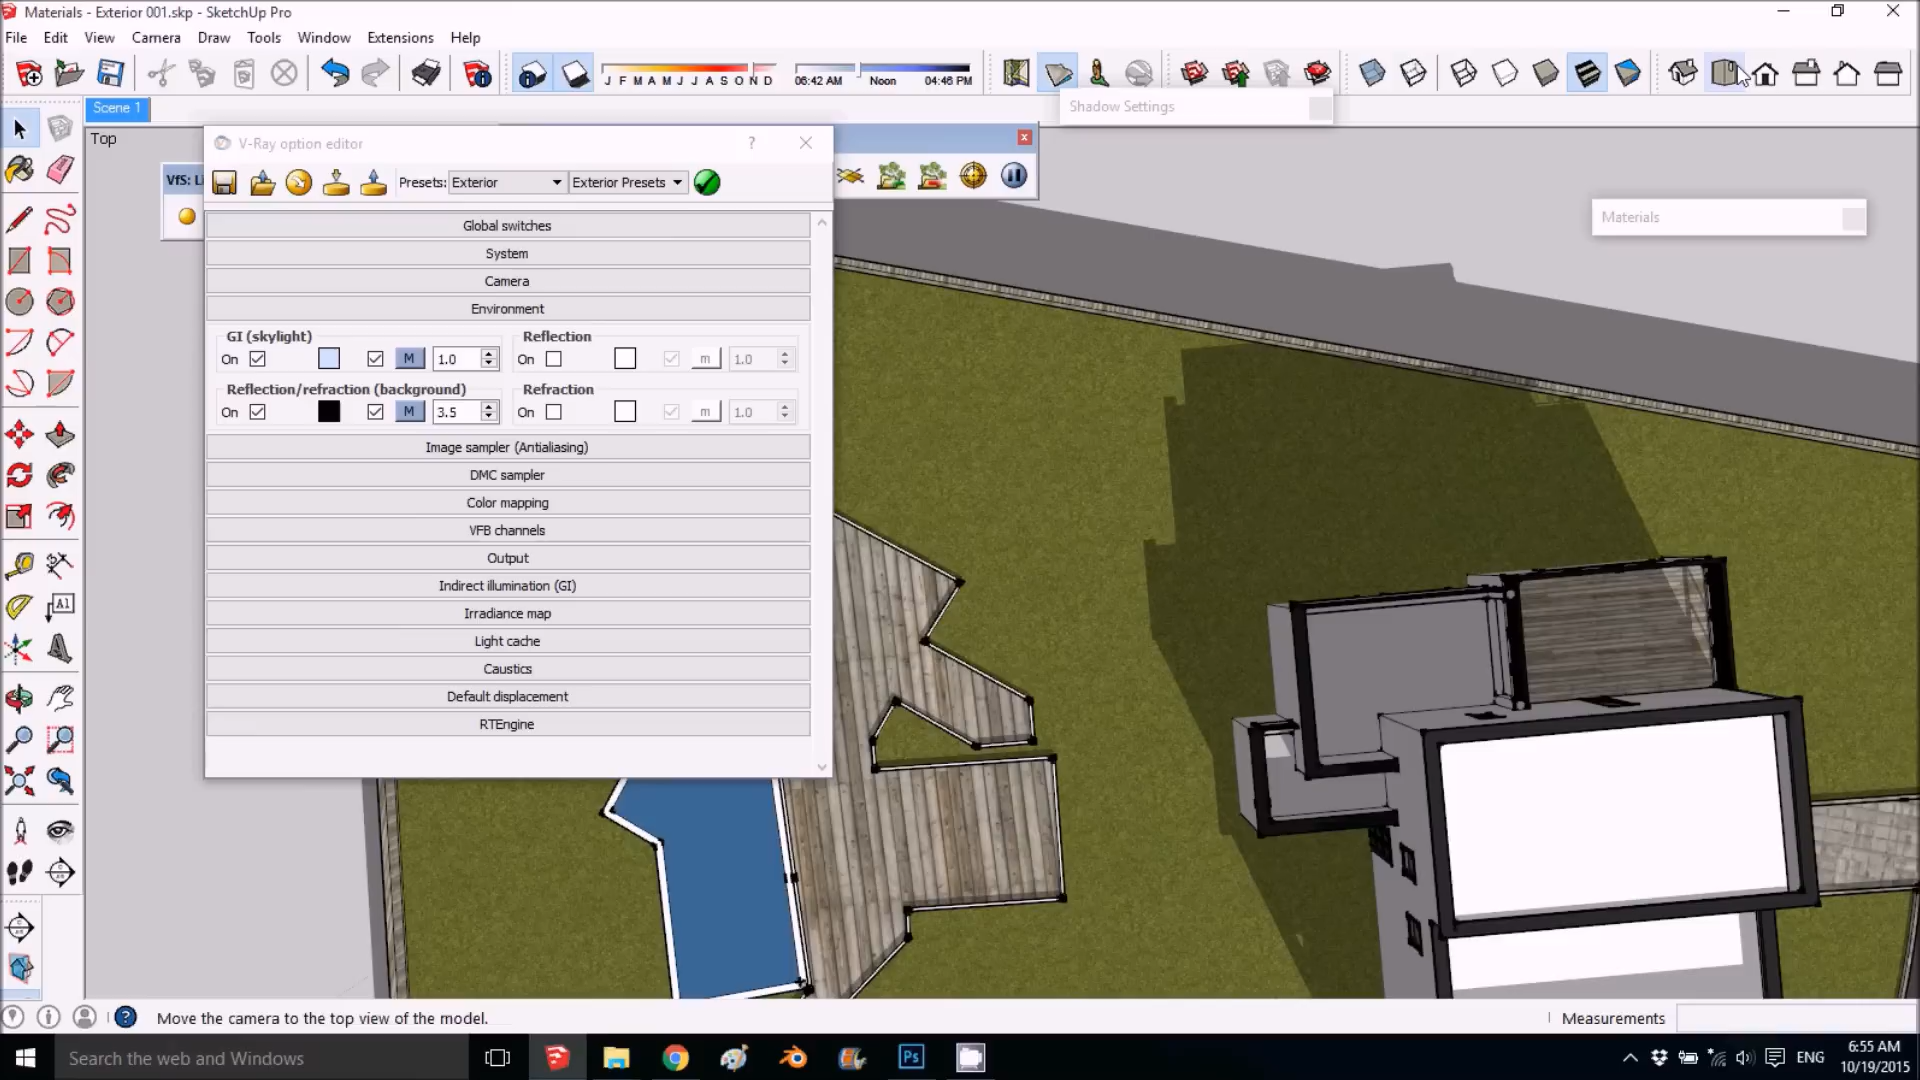 Materials - Exterior 001.skp - SketchUp Pro
File Edit View Camera Draw Tools Window Extensions Help
J F M A M J J A S O N D 06:42 AM Noon 04:46 PM
Shadow Settings
Scene 1
Top
V-Ray option editor ?
VfS: Li
Presets: Exterior Exterior Presets
Materials
Global switches
System
Camera
Environment
GI (skylight) Reflection
On M 1.0 On m 1.0
Reflection/refraction (background) Refraction
On M 3.5 On m 1.0
Image sampler (Antialiasing)
DMC sampler
Color mapping
VFB channels
Output
Indirect illumination (GI)
Irradiance map
Light cache
Caustics
Default displacement
RTEngine
A1
Move the camera to the top view of the model. Measurements
Search the web and Windows
Ps
ENG
6:55 AM
10/19/2015